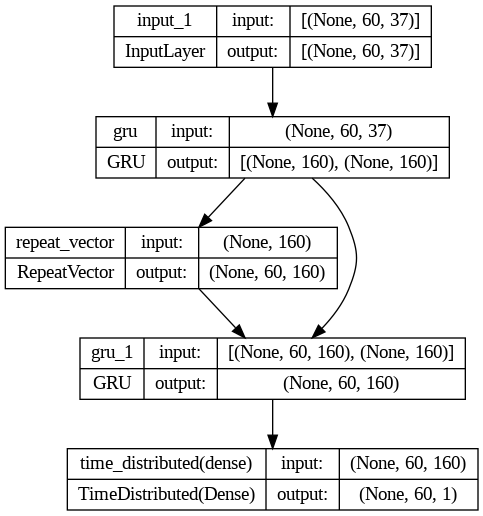 input_1 input: [(None, 60, 37)]
InputLayer output: [(None, 60, 37)]
gru input: (None, 60, 37)
GRU output: [(None, 160), (None, 160)]
repeat_vector input: (None, 160)
RepeatVector output: (None, 60, 160)
gru_1 input: [(None, 60, 160), (None, 160)]
GRU output: (None, 60, 160)
time_distributed(dense) input: (None, 60, 160)
TimeDistributed(Dense) output: (None, 60, 1)